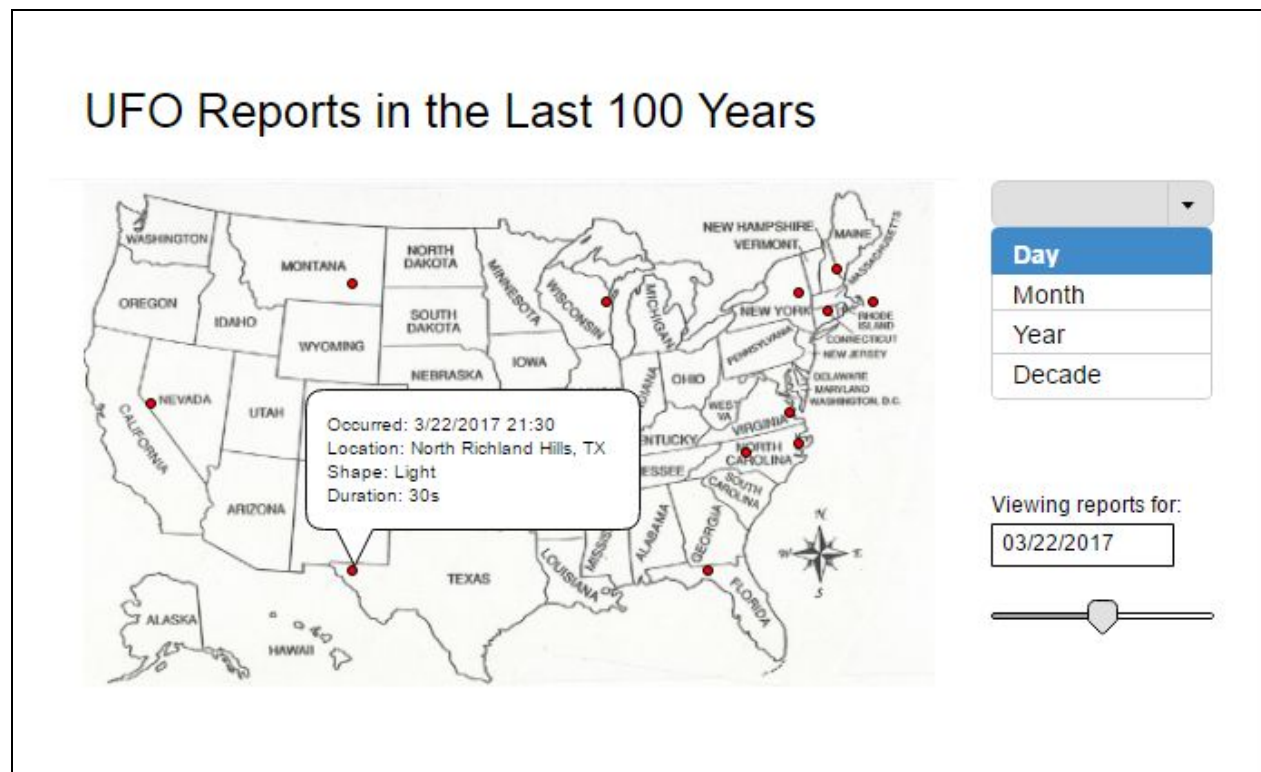 UFO Reports in the Last 100 Years
WASHINGTON
OREGON
CALIFORNIA
NEVADA
IDAHO
MONTANA
WYOMING
UTAH
ARIZONA
NORTH
DAKOTA
SOUTH
DAKOTA
NEBRASKA
MINNESOTA
IOWA
WISCONSIN
MICHIGAN
OHIO
WEST
VA
VIRGINIA
NORTH
CAROLINA
SOUTH
CAROLINA
GEORGIA
FLORIDA
ALABAMA
LOUISIANA
TEXAS
ALASKA
HAWAII
PENNSYLVANIA
NEW YORK
NEW HAMPSHIRE
VERMONT
MAINE
MASSACHUSETTS
RHODE
ISLAND
CONNECTICUT
NEW JERSEY
DELAWARE
MARYLAND
WASHINGTON, D.C.
ENTUCKY
ESSEE
MISSIS
IANA
N
W
E
S
Occurred: 3/22/2017 21:30
Location: North Richland Hills, TX
Shape: Light
Duration: 30s
Day
Month
Year
Decade
Viewing reports for:
03/22/2017